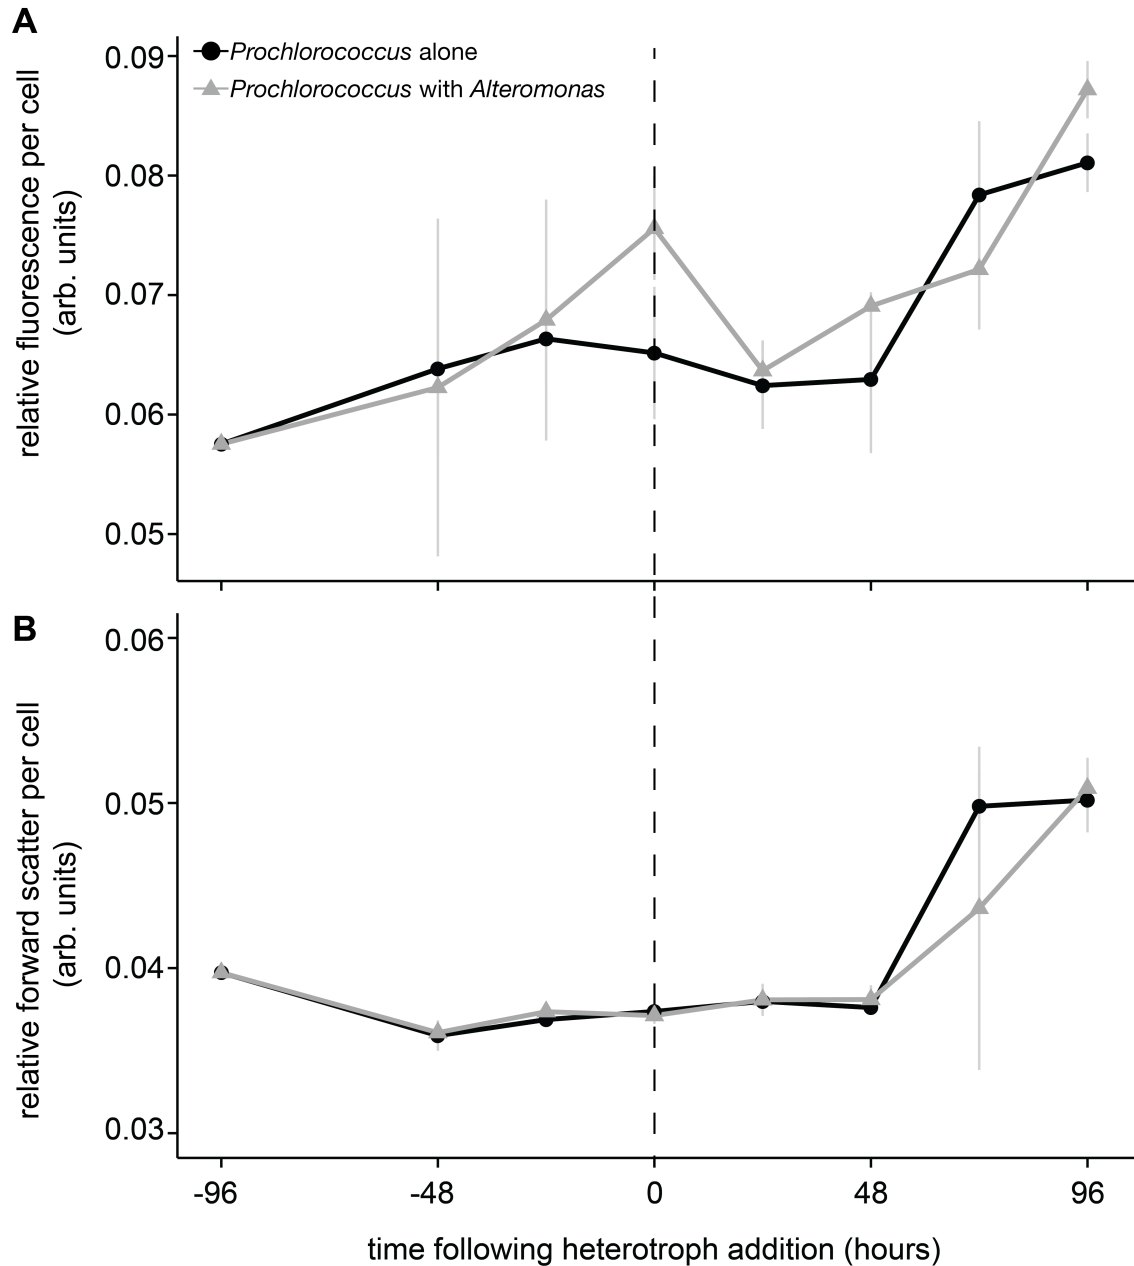 A
Prochlorococcus alone
Prochlorococcus with Alteromonas
relative fluorescence per cell
(arb. units)
0.09
0.08
0.07
0.06
0.05
B
relative forward scatter per cell
(arb. units)
0.06
0.05
0.04
0.03
-96 -48 0 48 96
time following heterotroph addition (hours)